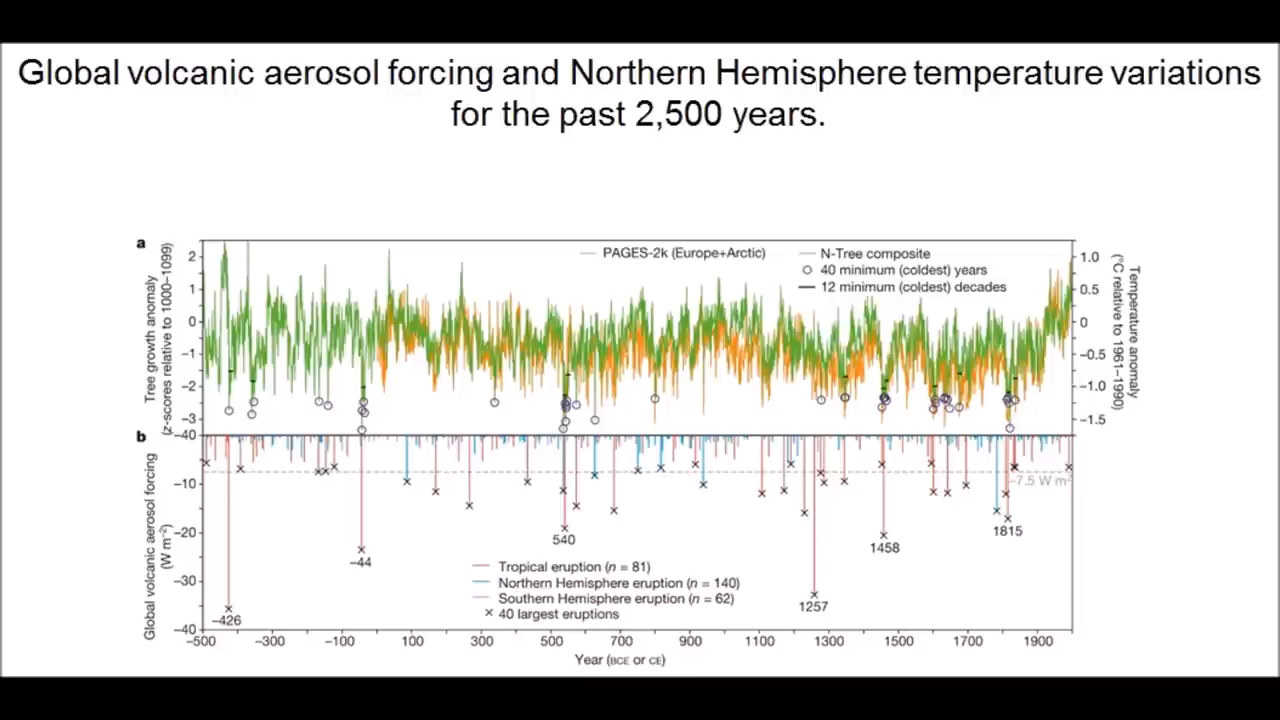 Global volcanic aerosol forcing and Northern Hemisphere temperature variations
for the past 2,500 years.
a
PAGES-2k (Europe+Arctic)
N-Tree composite
40 minimum (coldest) years
12 minimum (coldest) decades
Tree growth anomaly
(z-scores relative to 1000–1099)
2
1
0
−1
−2
−3
1.0
0.5
0
−0.5
−1.0
−1.5
Temperature anomaly
(°C relative to 1961–1990)
b
Global volcanic aerosol forcing
(W m⁻²)
−40
−10
−20
−30
−40
−7.5 W m⁻²
−426
−44
540
1257
1458
1815
Tropical eruption (n = 81)
Northern Hemisphere eruption (n = 140)
Southern Hemisphere eruption (n = 62)
× 40 largest eruptions
−500 −300 −100 100 300 500 700 900 1100 1300 1500 1700 1900
Year (BCE or CE)